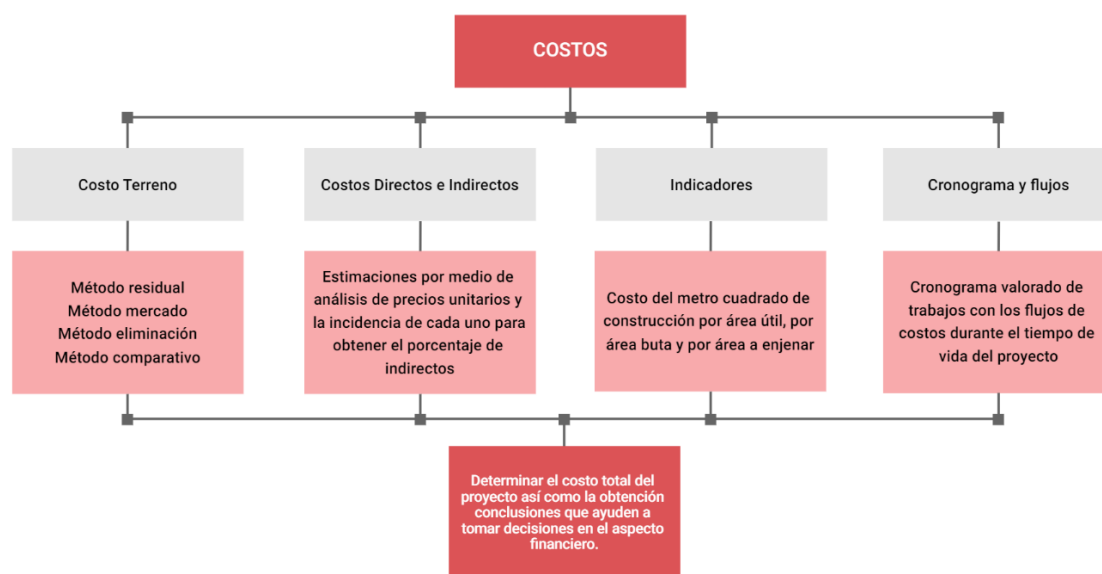 COSTOS
Costo Terreno
Costos Directos e Indirectos
Indicadores
Cronograma y flujos
Método residual
Método mercado
Método eliminación
Método comparativo
Estimaciones por medio de
análisis de precios unitarios y
la incidencia de cada uno para
obtener el porcentaje de
indirectos
Costo del metro cuadrado de
construcción por área útil, por
área buta y por área a enjenar
Cronograma valorado de
trabajos con los flujos de
costos durante el tiempo de
vida del proyecto
Determinar el costo total del
proyecto así como la obtención
conclusiones que ayuden a
tomar decisiones en el aspecto
financiero.